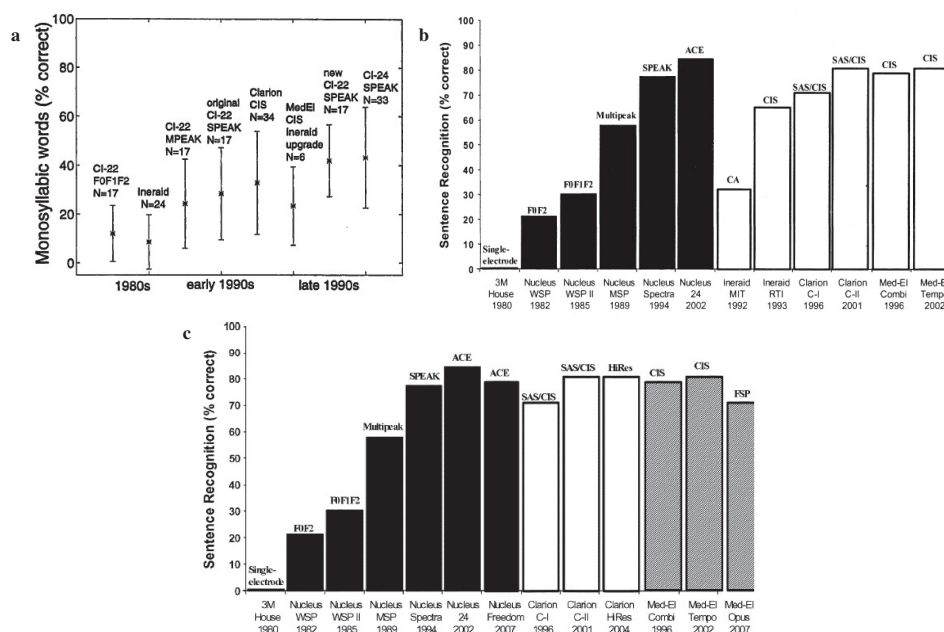 a
Monosyllabic words (% correct)
100
80
60
40
20
0
CI-22
F0F1F2
N=17
Ineraid
N=24
CI-22
MPEAK
N=17
original
CI-22
SPEAK
N=17
Clarion
CIS
N=34
MedEl
CIS
Ineraid
upgrade
N=6
new
CI-22
SPEAK
N=17
CI-24
SPEAK
N=33
1980s
early 1990s
late 1990s
b
Sentence Recognition (% correct)
100
90
80
70
60
50
40
30
20
10
0
Single-
electrode
F0F2
F0F1F2
Multipeak
SPEAK
ACE
CA
CIS
SAS/CIS
SAS/CIS
CIS
CIS
3M
House
1980
Nucleus
WSP
1982
Nucleus
WSP II
1985
Nucleus
MSP
1989
Nucleus
Spectra
1994
Nucleus
24
2002
Ineraid
MIT
1992
Ineraid
RTI
1993
Clarion
C-I
1996
Clarion
C-II
2001
Med-El
Combi
1996
Med-El
Tempo
2002
c
Sentence Recognition (% correct)
100
90
80
70
60
50
40
30
20
10
0
Single-
electrode
F0F2
F0F1F2
Multipeak
SPEAK
ACE
ACE
SAS/CIS
SAS/CIS
HiRes
CIS
CIS
FSP
3M
House
1980
Nucleus
WSP
1982
Nucleus
WSP II
1985
Nucleus
MSP
1989
Nucleus
Spectra
1994
Nucleus
24
2002
Nucleus
Freedom
2007
Clarion
C-I
1996
Clarion
C-II
2001
Clarion
HiRes
2004
Med-El
Combi
1996
Med-El
Tempo
2002
Med-El
Opus
2007